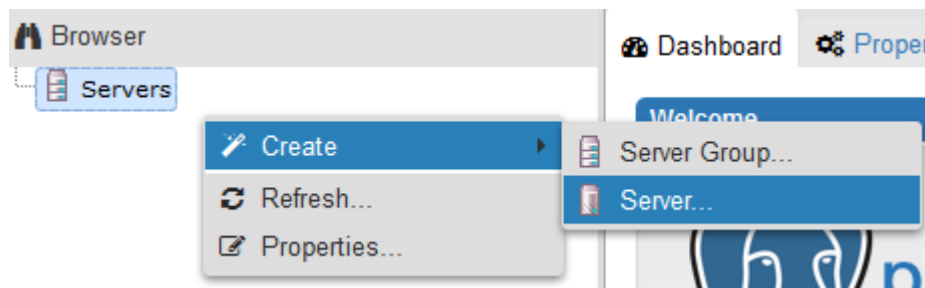 Browser
Dashboard
Proper
Servers
Welcome
Create
Server Group...
Refresh...
Server...
Properties...
p